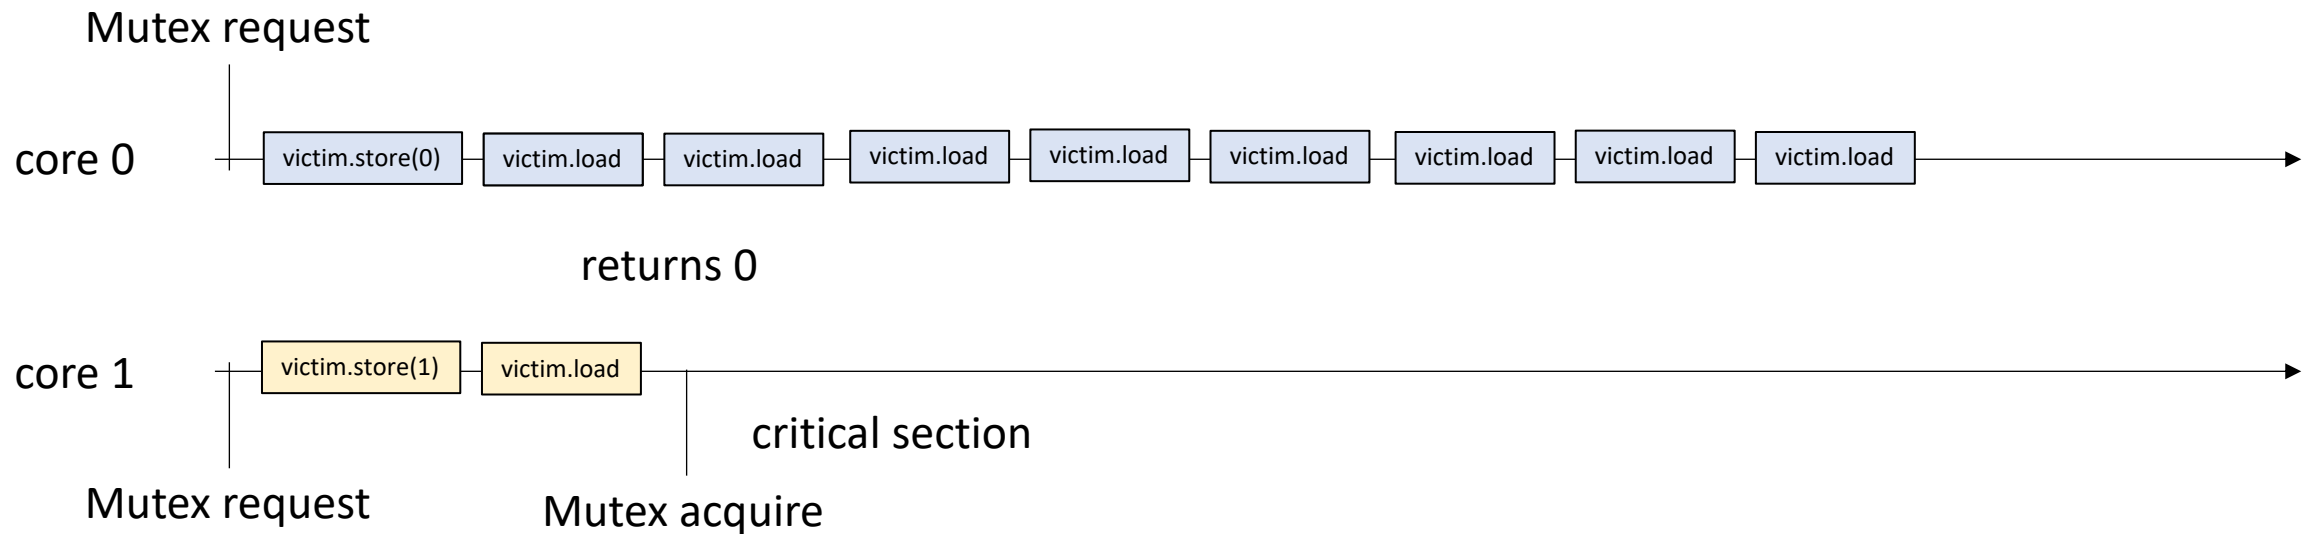 Mutex request
core 0
victim.store(0)
victim.load
victim.load
victim.load
victim.load
victim.load
victim.load
victim.load
victim.load
returns 0
core 1
victim.store(1)
victim.load
critical section
Mutex request
Mutex acquire